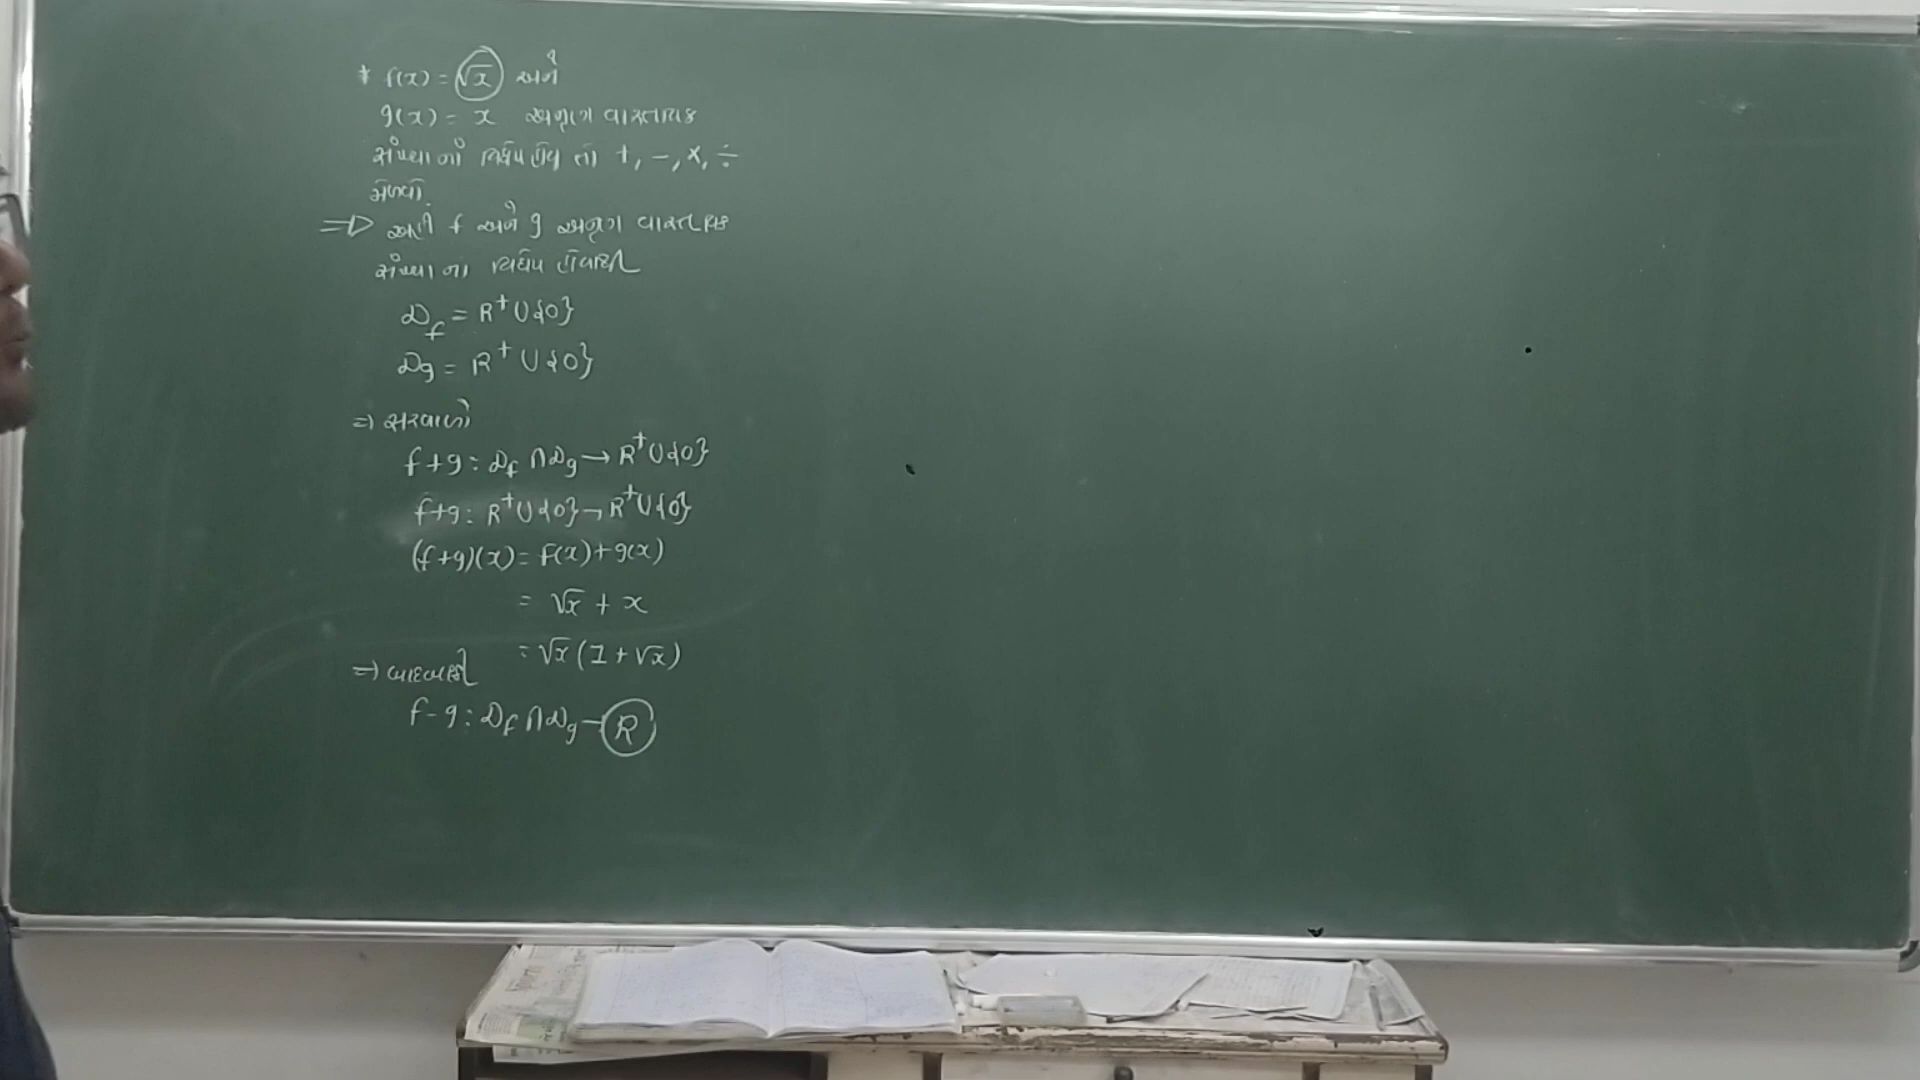 * f(x) = √x અને
g(x) = x અનૃણ વાસ્તવિક
સંખ્યાનો વિધેય હોય તો +, −, ×, ÷
મેળવો.
⇒ અહીં f અને g અનૃણ વાસ્તવિક
સંખ્યાના વિધેય હોવાથી
D_f = R⁺∪{0}
D_g = R⁺∪{0}
⇒ સરવાળો
f+g: D_f ∩ D_g → R⁺∪{0}
f+g: R⁺∪{0} → R⁺∪{0}
(f+g)(x) = f(x)+g(x)
= √x + x
= √x(1+√x)
⇒ બાદબાકી
f-g: D_f ∩ D_g → R